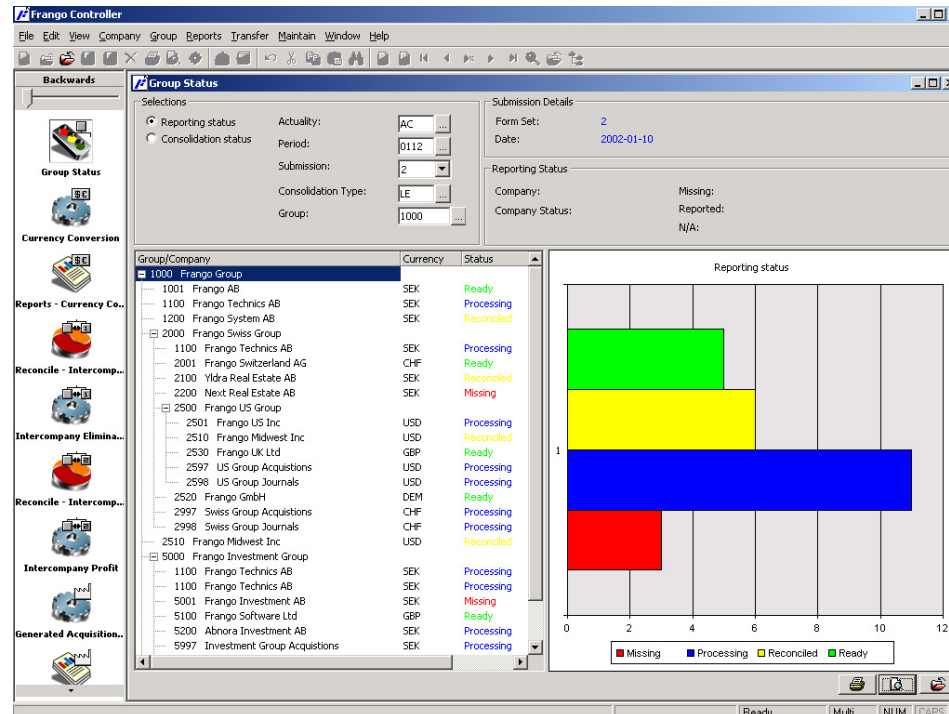 Frango Controller
File Edit View Company Group Reports Transfer Maintain Window Help
Backwards
Group Status
Currency Conversion
Reports - Currency Co..
Reconcile - Intercomp...
Intercompany Elimina...
Reconcile - Intercomp...
Intercompany Profit
Generated Acquisition..
Group Status
Selections
Reporting status
Consolidation status
Actuality: AC ...
Period: 0112 ...
Submission: 2
Consolidation Type: LE ...
Group: 1000 ...
Submission Details
Form Set: 2
Date: 2002-01-10
Reporting Status
Company: Missing:
Company Status: Reported:
N/A:
Group/Company Currency Status
1000 Frango Group
1001 Frango AB SEK Ready
1100 Frango Technics AB SEK Processing
1200 Frango System AB SEK Reconciled
2000 Frango Swiss Group
1100 Frango Technics AB SEK Processing
2001 Frango Switzerland AG CHF Ready
2100 Yldra Real Estate AB SEK Reconciled
2200 Next Real Estate AB SEK Missing
2500 Frango US Group
2501 Frango US Inc USD Processing
2510 Frango Midwest Inc USD Reconciled
2530 Frango UK Ltd GBP Ready
2597 US Group Acquistions USD Processing
2598 US Group Journals USD Processing
2520 Frango GmbH DEM Ready
2997 Swiss Group Acquistions CHF Processing
2998 Swiss Group Journals CHF Processing
2510 Frango Midwest Inc USD Reconciled
5000 Frango Investment Group
1100 Frango Technics AB SEK Processing
1100 Frango Technics AB SEK Processing
5001 Frango Investment AB SEK Missing
5100 Frango Software Ltd GBP Ready
5200 Abnora Investment AB SEK Processing
5997 Investment Group Acquistions SEK Processing
Reporting status
1
0 2 4 6 8 10 12
Missing Processing Reconciled Ready
Ready Multi NUM CAPS